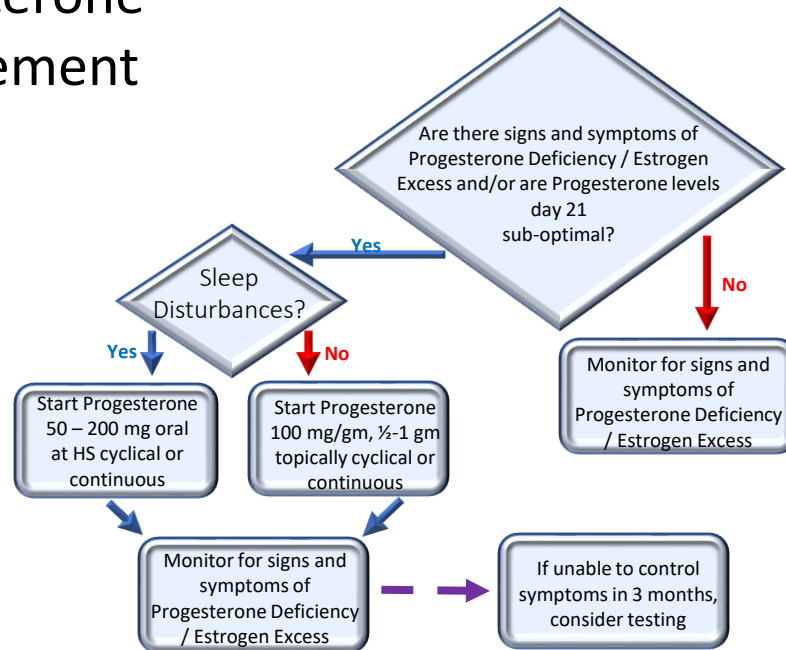 terone
ement
Are there signs and symptoms of
Progesterone Deficiency / Estrogen
Excess and/or are Progesterone levels
day 21
sub-optimal?
Yes
No
Sleep
Disturbances?
Yes
No
Monitor for signs and
symptoms of
Progesterone Deficiency
/ Estrogen Excess
Start Progesterone
50 – 200 mg oral
at HS cyclical or
continuous
Start Progesterone
100 mg/gm, ½-1 gm
topically cyclical or
continuous
Monitor for signs and
symptoms of
Progesterone Deficiency
/ Estrogen Excess
If unable to control
symptoms in 3 months,
consider testing